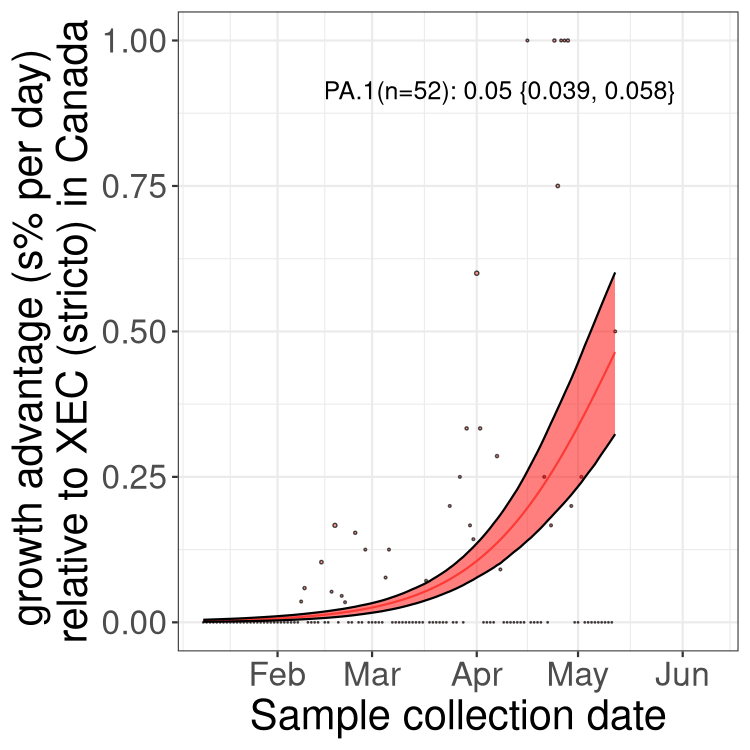 growth advantage (s% per day)
relative to XEC (stricto) in Canada
1.00
0.75
0.50
0.25
0.00
PA.1(n=52): 0.05 {0.039, 0.058}
Feb Mar Apr May Jun
Sample collection date